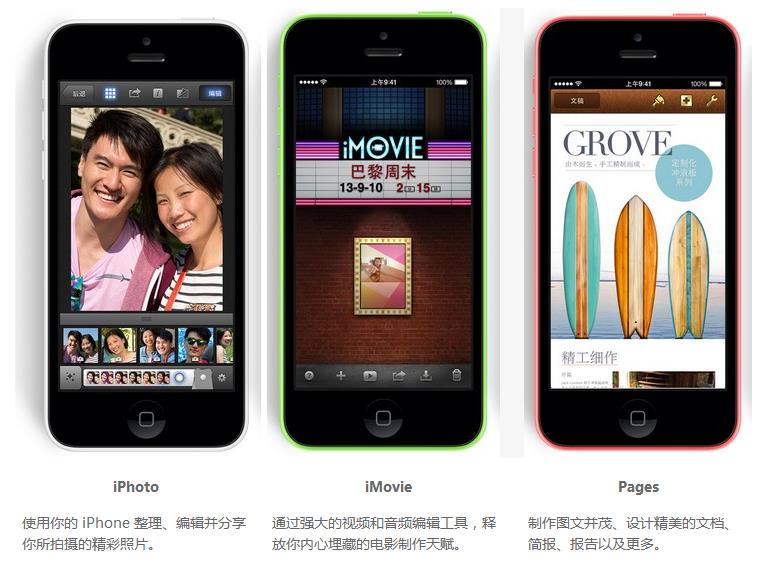 后退
编辑
上午9:41
100%
iMOVIE
巴黎周末
13-9-10 2分15秒
上午9:41
100%
文稿
GROVE
由木而生 , 手工精制而成 。
定制化
冲浪板
系列
精工细作
iPhoto
iMovie
Pages
使用你的 iPhone 整理、编辑并分享
你所拍摄的精彩照片。
通过强大的视频和音频编辑工具，释
放你内心埋藏的电影制作天赋。
制作图文并茂、设计精美的文档、
简报、报告以及更多。